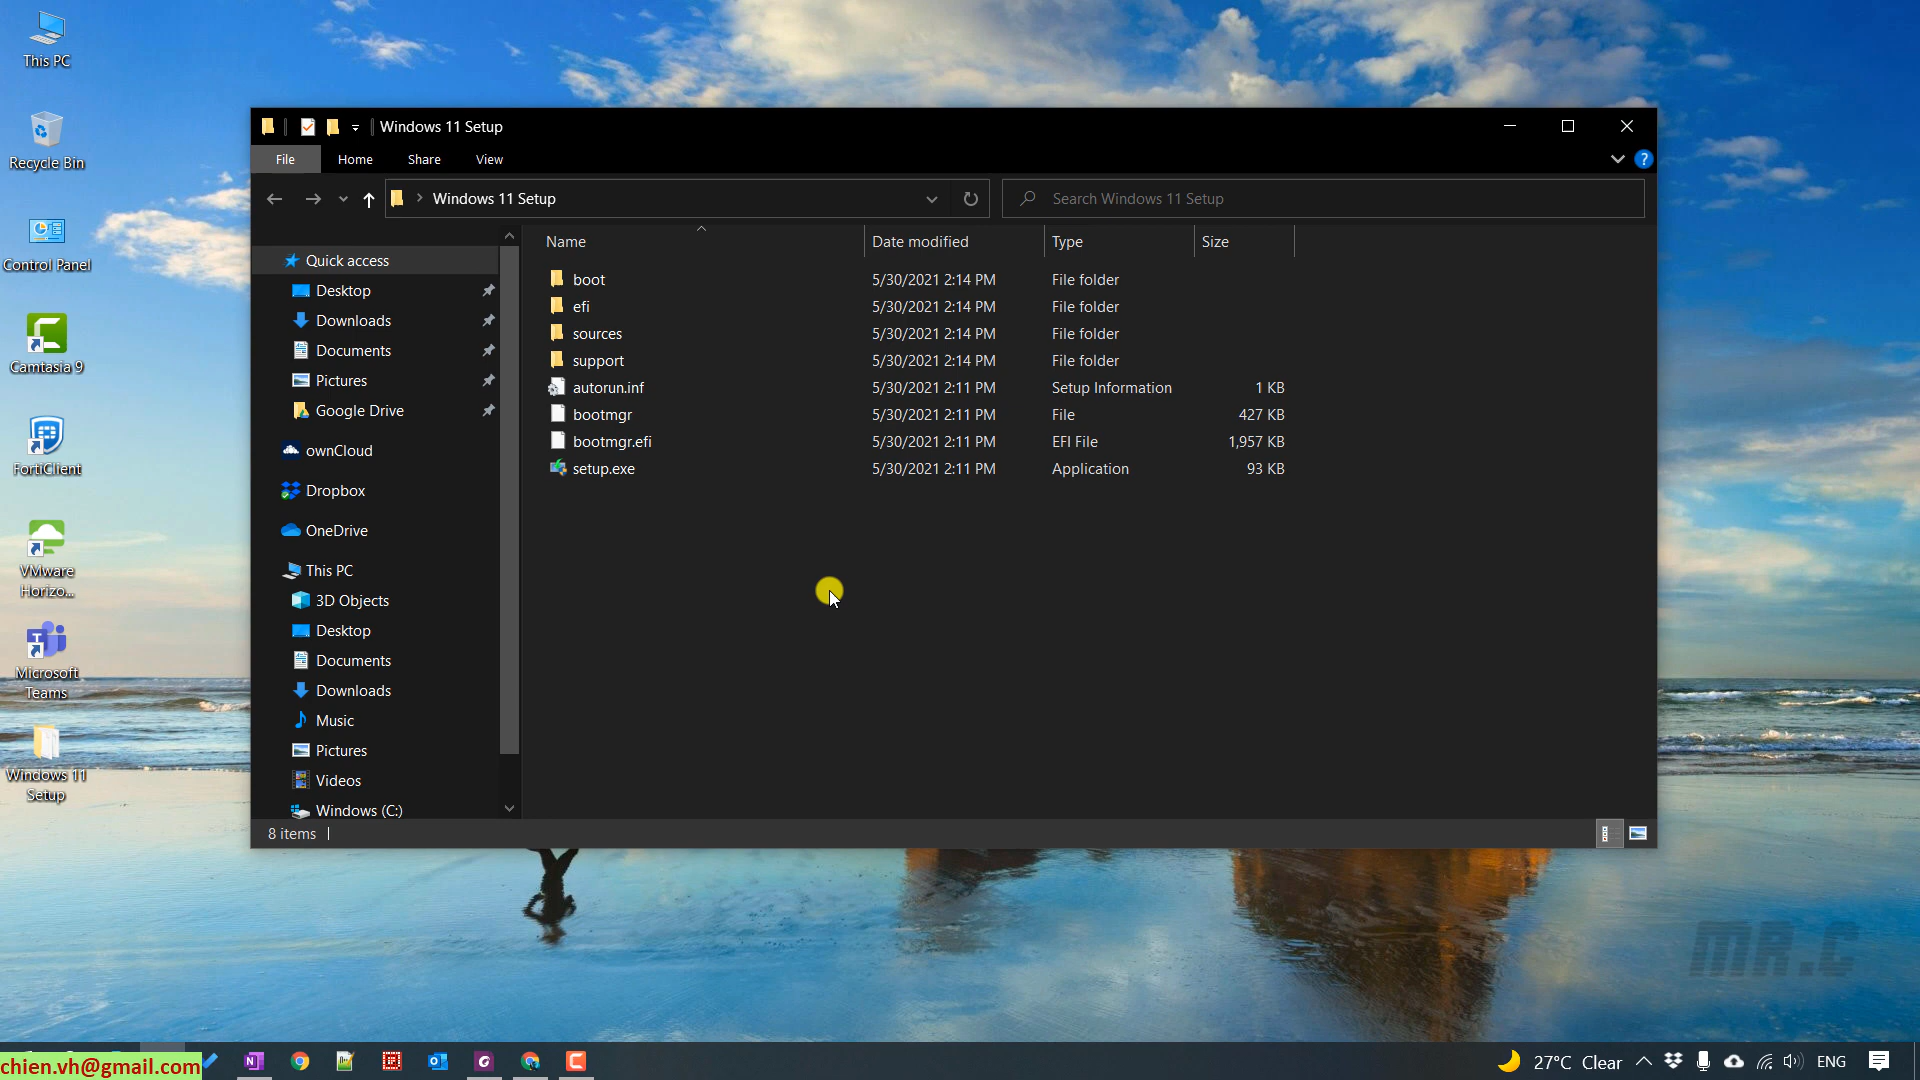 This PC
Recycle Bin
Control Panel
Camtasia 9
FortiClient
VMware
Horizo...
Microsoft
Teams
Windows 11
Setup
Windows 11 Setup
File
Home
Share
View
?
Windows 11 Setup
Search Windows 11 Setup
Quick access
Desktop
Downloads
Documents
Pictures
Google Drive
ownCloud
Dropbox
OneDrive
This PC
3D Objects
Desktop
Documents
Downloads
Music
Pictures
Videos
Windows (C:)
Name Date modified Type Size
boot 5/30/2021 2:14 PM File folder
efi 5/30/2021 2:14 PM File folder
sources 5/30/2021 2:14 PM File folder
support 5/30/2021 2:14 PM File folder
autorun.inf 5/30/2021 2:11 PM Setup Information 1 KB
bootmgr 5/30/2021 2:11 PM File 427 KB
bootmgr.efi 5/30/2021 2:11 PM EFI File 1,957 KB
setup.exe 5/30/2021 2:11 PM Application 93 KB
8 items
MR.C
chien.vh@gmail.com
27°C Clear
ENG